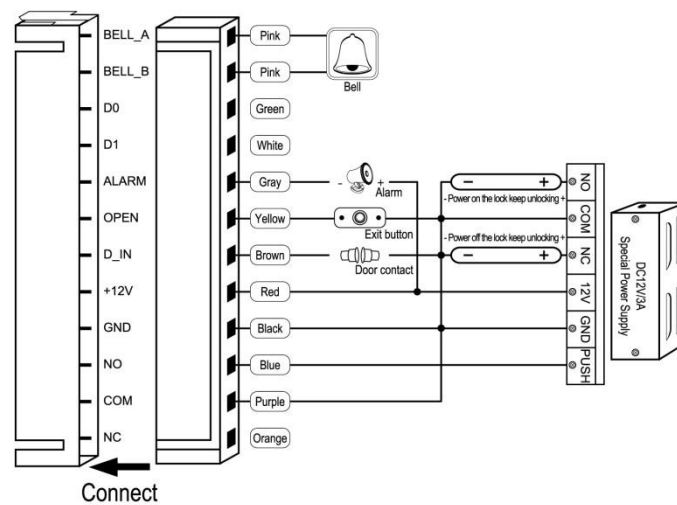 BELL_A Pink
BELL_B Pink
Bell
D0 Green
D1 White
ALARM Gray - + Alarm
- + NO
- Power on the lock keep unlocking +
OPEN Yellow Exit button COM
- Power off the lock keep unlocking +
D_IN Brown Door contact - + NC
+12V Red 12V
GND Black GND
NO Blue PUSH
COM Purple
NC Orange
DC12V/3A
Special Power Supply
Connect